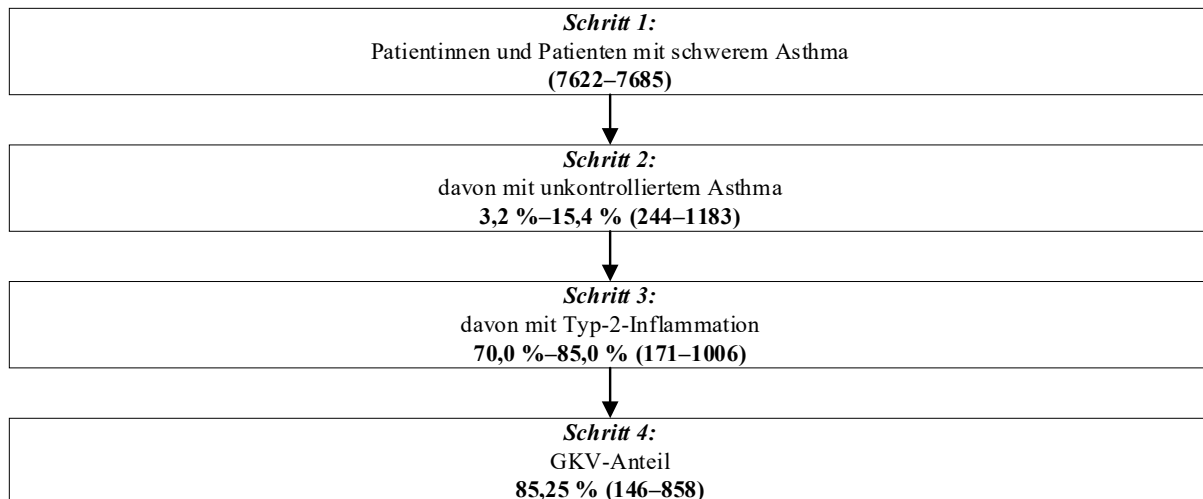 Schritt 1:
Patientinnen und Patienten mit schwerem Asthma
(7622–7685)
Schritt 2:
davon mit unkontrolliertem Asthma
3,2 %–15,4 % (244–1183)
Schritt 3:
davon mit Typ-2-Inflammation
70,0 %–85,0 % (171–1006)
Schritt 4:
GKV-Anteil
85,25 % (146–858)